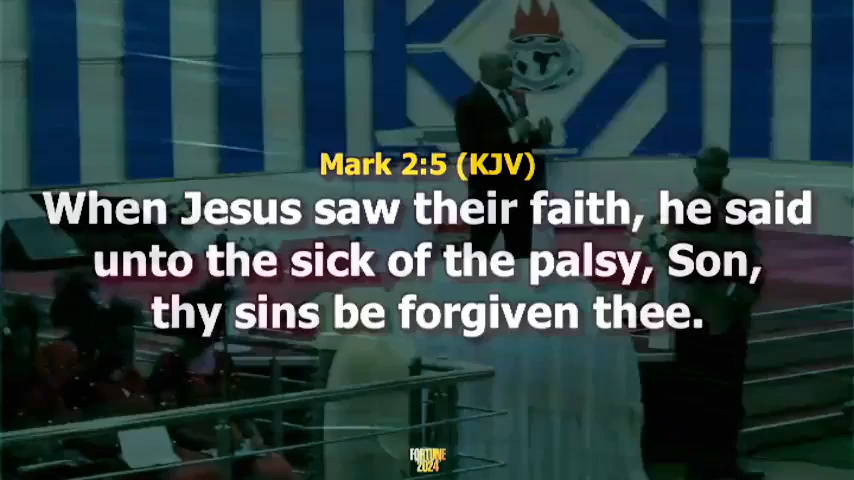 Mark 2:5 (KJV)
When Jesus saw their faith, he said
unto the sick of the palsy, Son,
thy sins be forgiven thee.
FORTUNE
2024